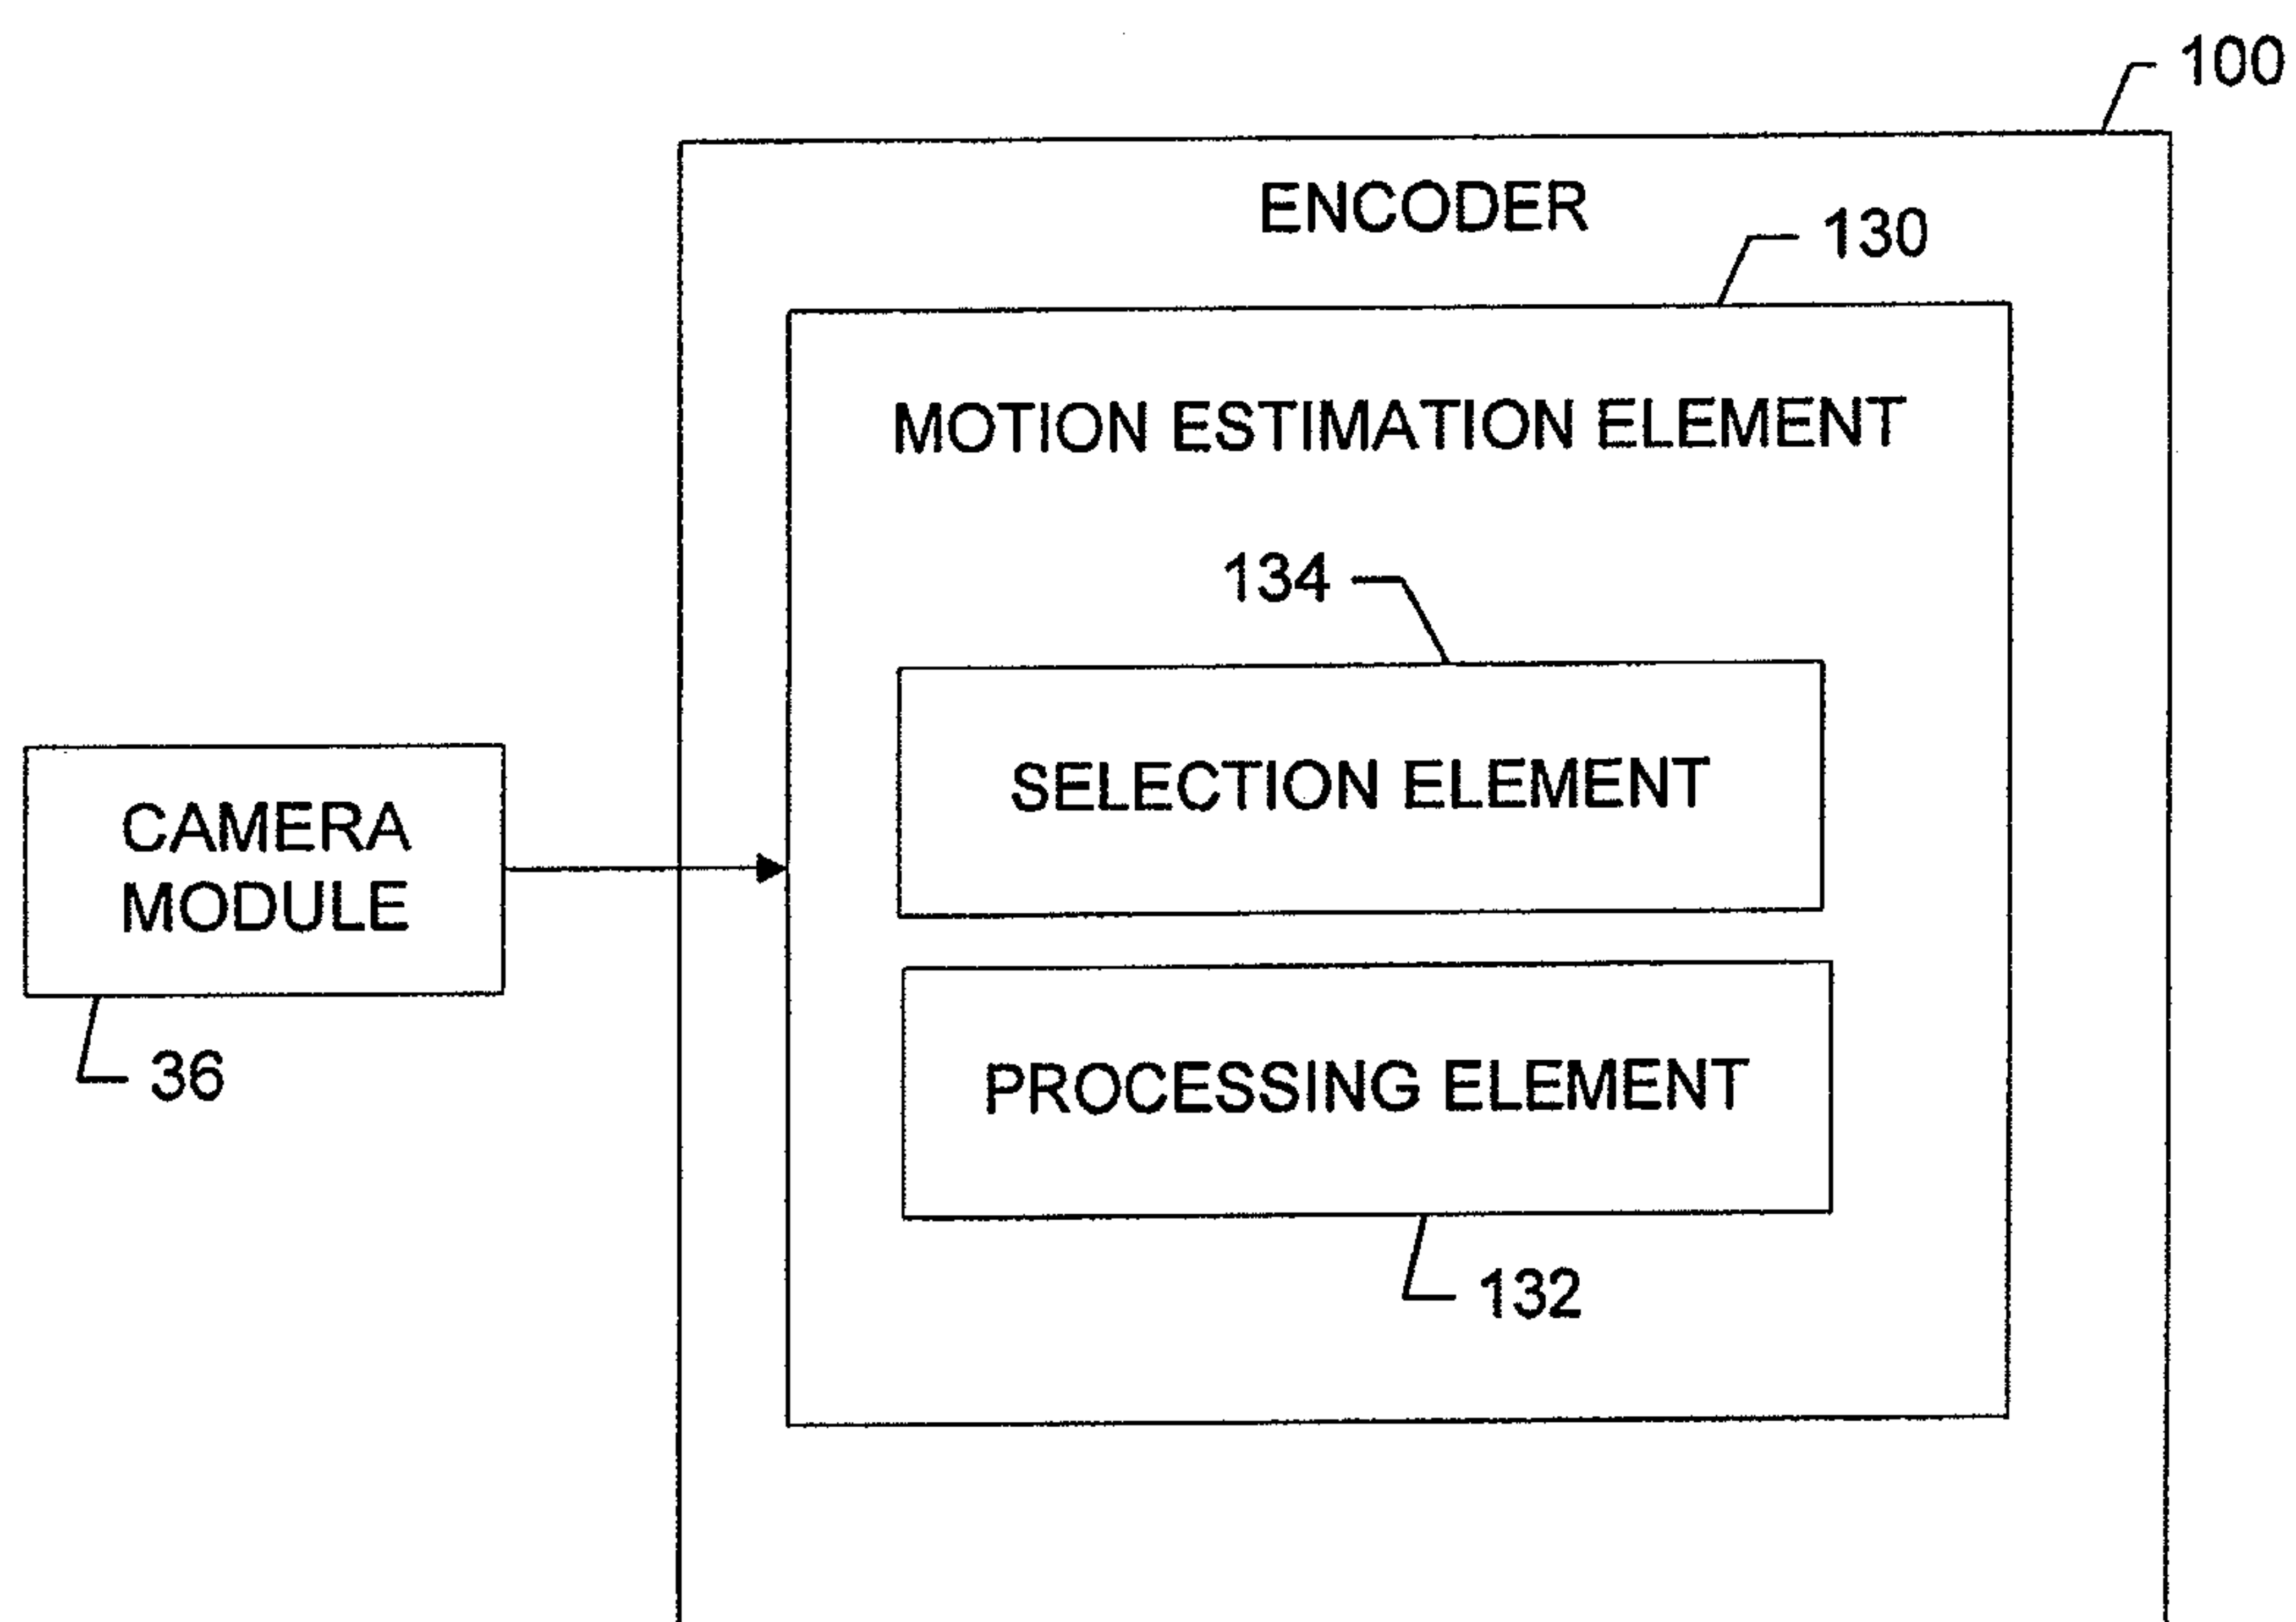 100
ENCODER
130
MOTION ESTIMATION ELEMENT
134
SELECTION ELEMENT
CAMERA
MODULE
36
PROCESSING ELEMENT
132